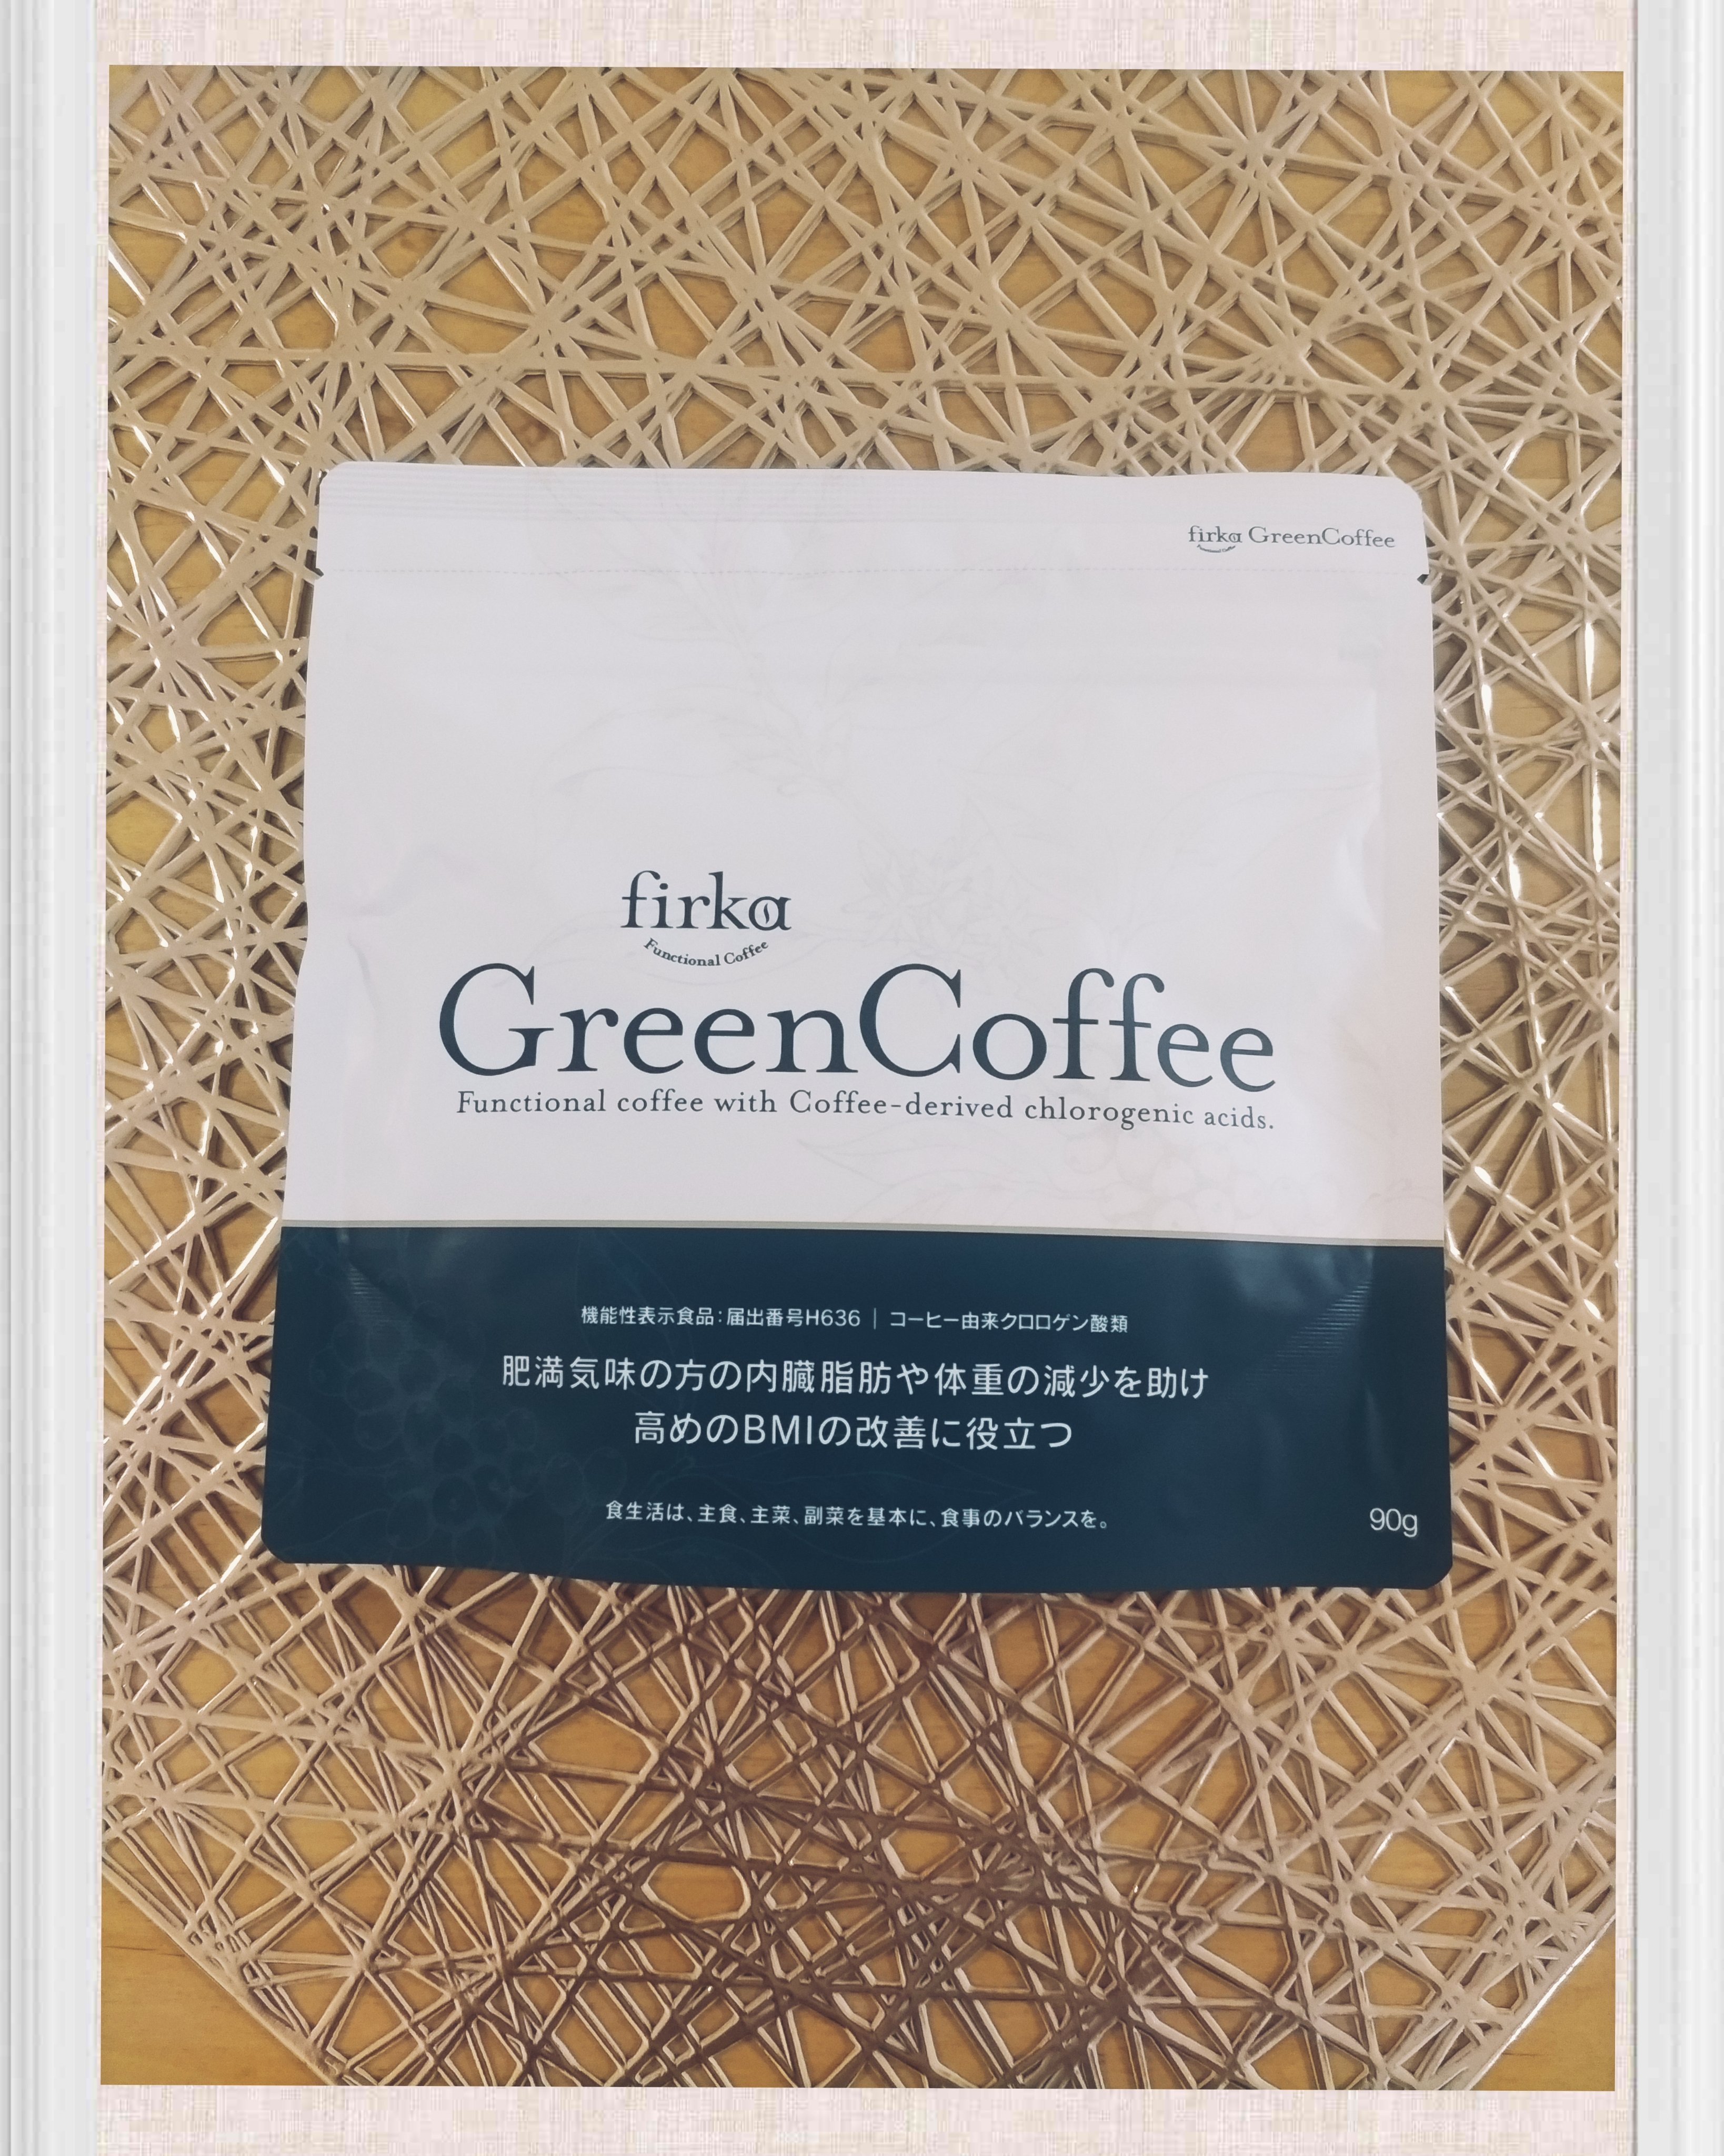 firka GreenCoffee
firka
Functional Coffee
GreenCoffee
Functional coffee with Coffee-derived chlorogenic acids.
機能性表示食品：届出番号H636｜コーヒー由来クロロゲン酸類
肥満気味の方の内臓脂肪や体重の減少を助け
高めのBMIの改善に役立つ
食生活は、主食、主菜、副菜を基本に、食事のバランスを。
90g